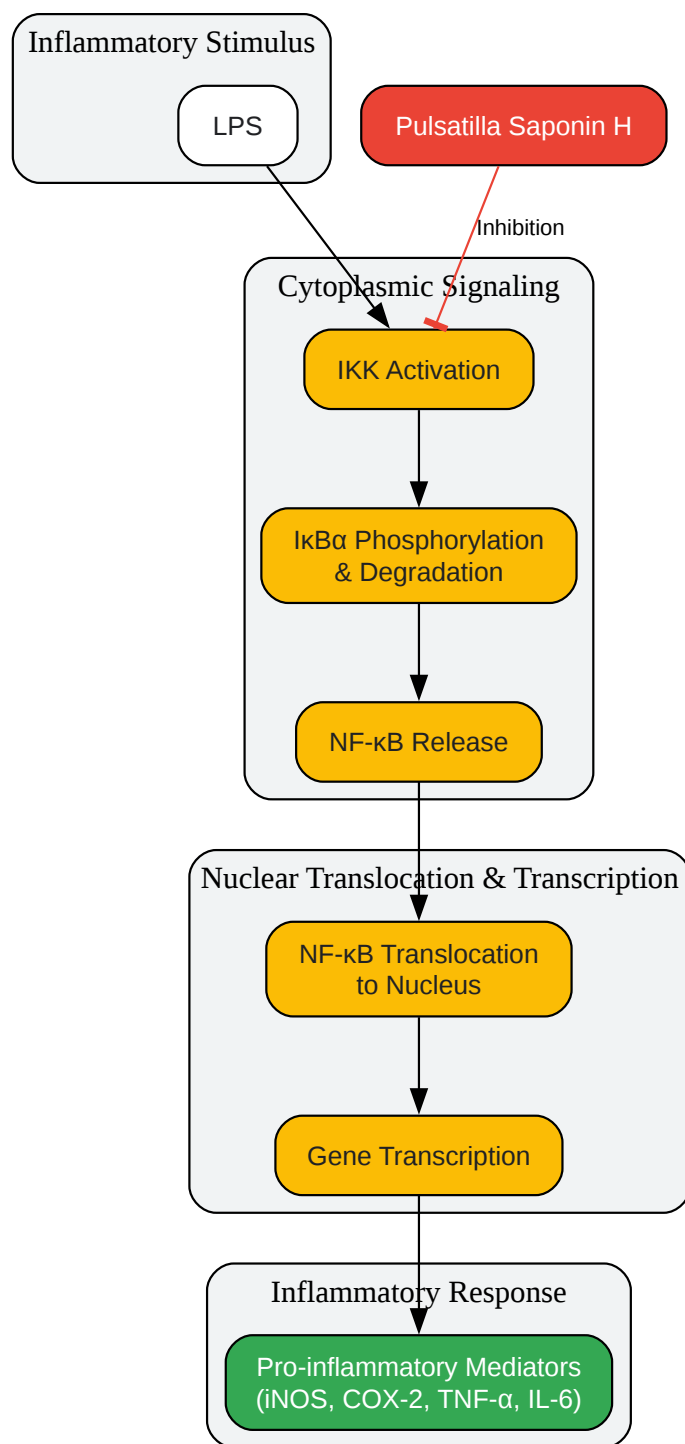 Inflammatory Stimulus
LPS
Pulsatilla Saponin H
Inhibition
Cytoplasmic Signaling
IKK Activation
IκBα Phosphorylation
& Degradation
NF-κB Release
Nuclear Translocation & Transcription
NF-κB Translocation
to Nucleus
Gene Transcription
Inflammatory Response
Pro-inflammatory Mediators
(iNOS, COX-2, TNF-α, IL-6)